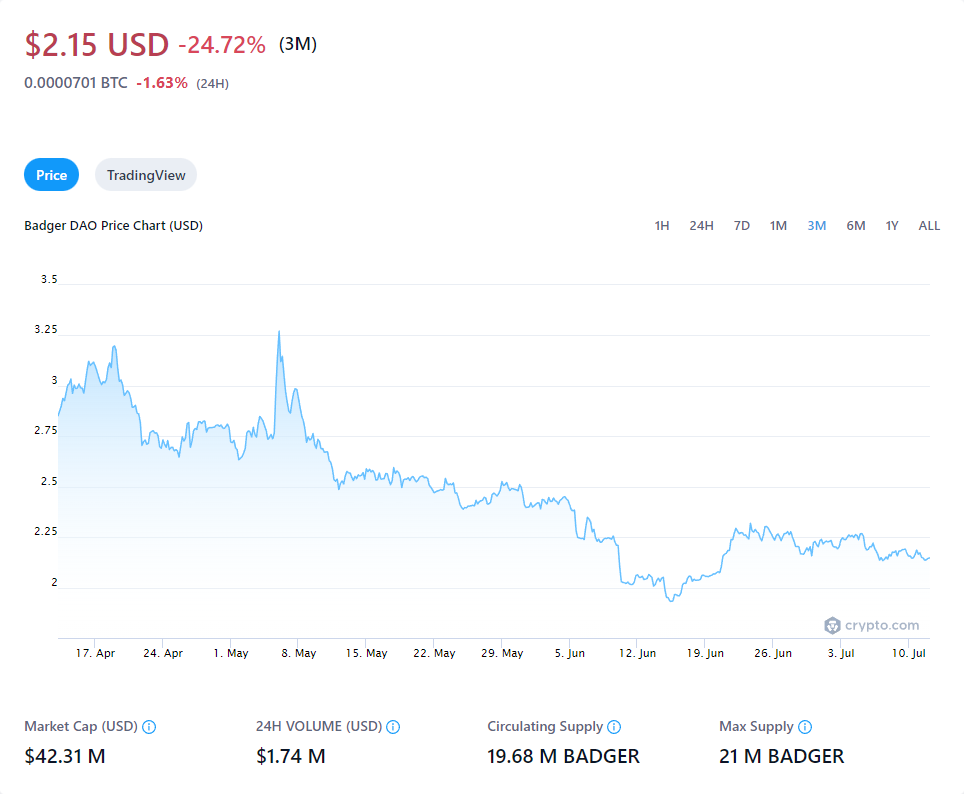 $2.15 USD -24.72% (3M)
0.0000701 BTC -1.63% (24H)
Price TradingView
Badger DAO Price Chart (USD) 1H 24H 7D 1M 3M 6M 1Y ALL
3.5
3.25
3
2.75
2.5
2.25
2
crypto.com
17. Apr 24. Apr 1. May 8. May 15. May 22. May 29. May 5. Jun 12. Jun 19. Jun 26. Jun 3. Jul 10. Jul
Market Cap (USD) 24H VOLUME (USD) Circulating Supply Max Supply
$42.31 M $1.74 M 19.68 M BADGER 21 M BADGER